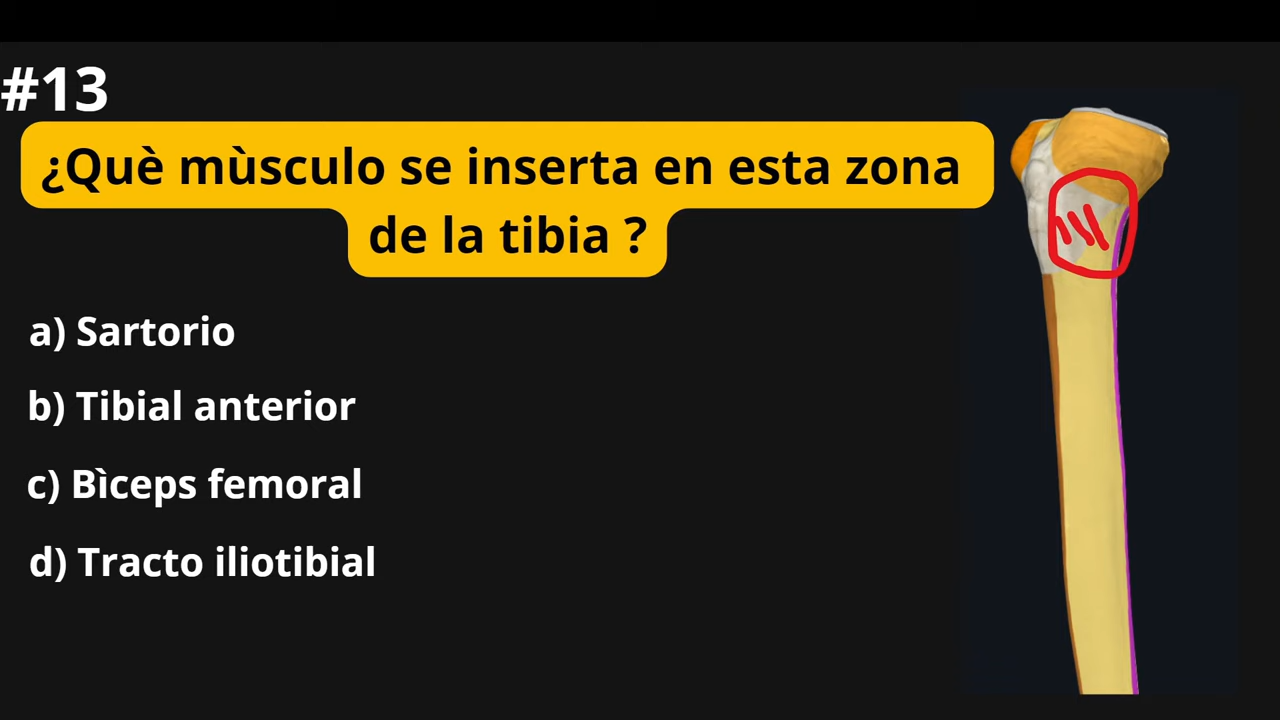 #13
¿Què mùsculo se inserta en esta zona
de la tibia ?
a) Sartorio
b) Tibial anterior
c) Bìceps femoral
d) Tracto iliotibial